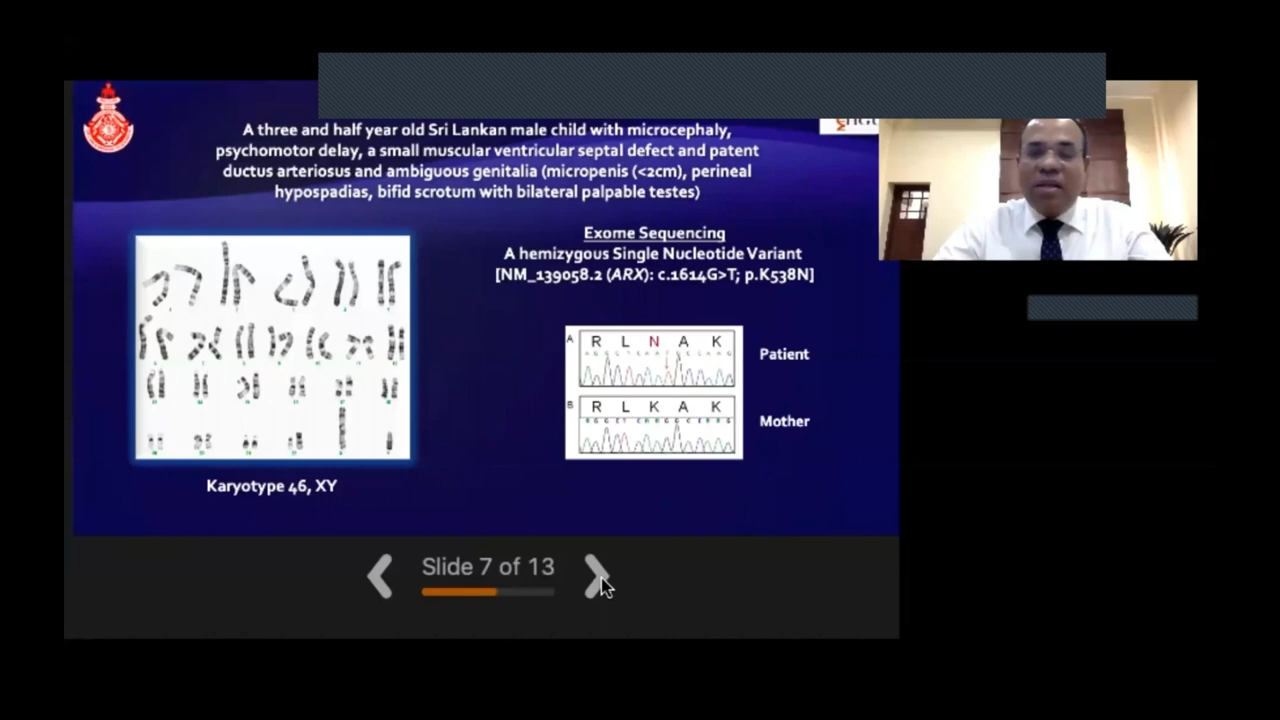 A three and half year old Sri Lankan male child with microcephaly,
psychomotor delay, a small muscular ventricular septal defect and patent
ductus arteriosus and ambiguous genitalia (micropenis (<2cm), perineal
hypospadias, bifid scrotum with bilateral palpable testes)
Exome Sequencing
A hemizygous Single Nucleotide Variant
[NM_139058.2 (ARX): c.1614G>T; p.K538N]
A
R L N A K
Patient
B
R L K A K
Mother
Karyotype 46, XY
Slide 7 of 13